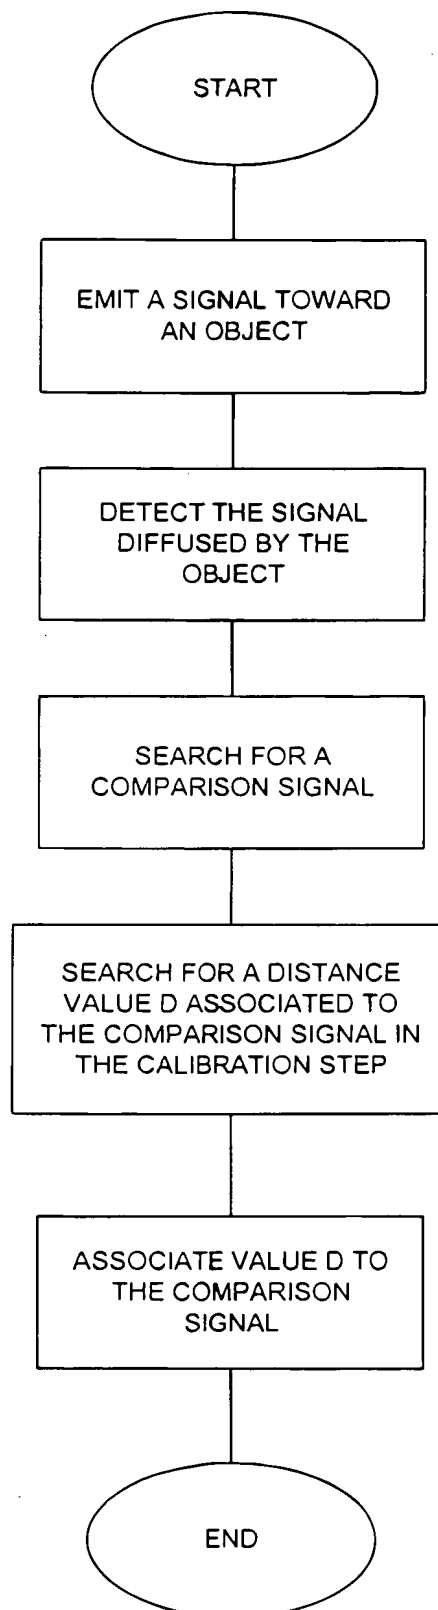 START
EMIT A SIGNAL TOWARD
AN OBJECT
DETECT THE SIGNAL
DIFFUSED BY THE
OBJECT
SEARCH FOR A
COMPARISON SIGNAL
SEARCH FOR A DISTANCE
VALUE D ASSOCIATED TO
THE COMPARISON SIGNAL IN
THE CALIBRATION STEP
ASSOCIATE VALUE D TO
THE COMPARISON
SIGNAL
END